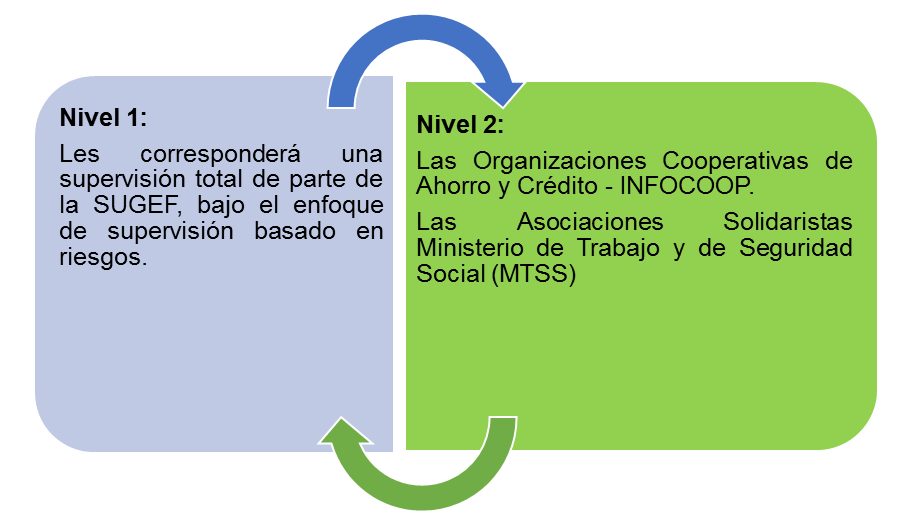 Nivel 1:
Les corresponderá una
supervisión total de parte de
la SUGEF, bajo el enfoque
de supervisión basado en
riesgos.
Nivel 2:
Las Organizaciones Cooperativas de
Ahorro y Crédito - INFOCOOP.
Las Asociaciones Solidaristas
Ministerio de Trabajo y de Seguridad
Social (MTSS)